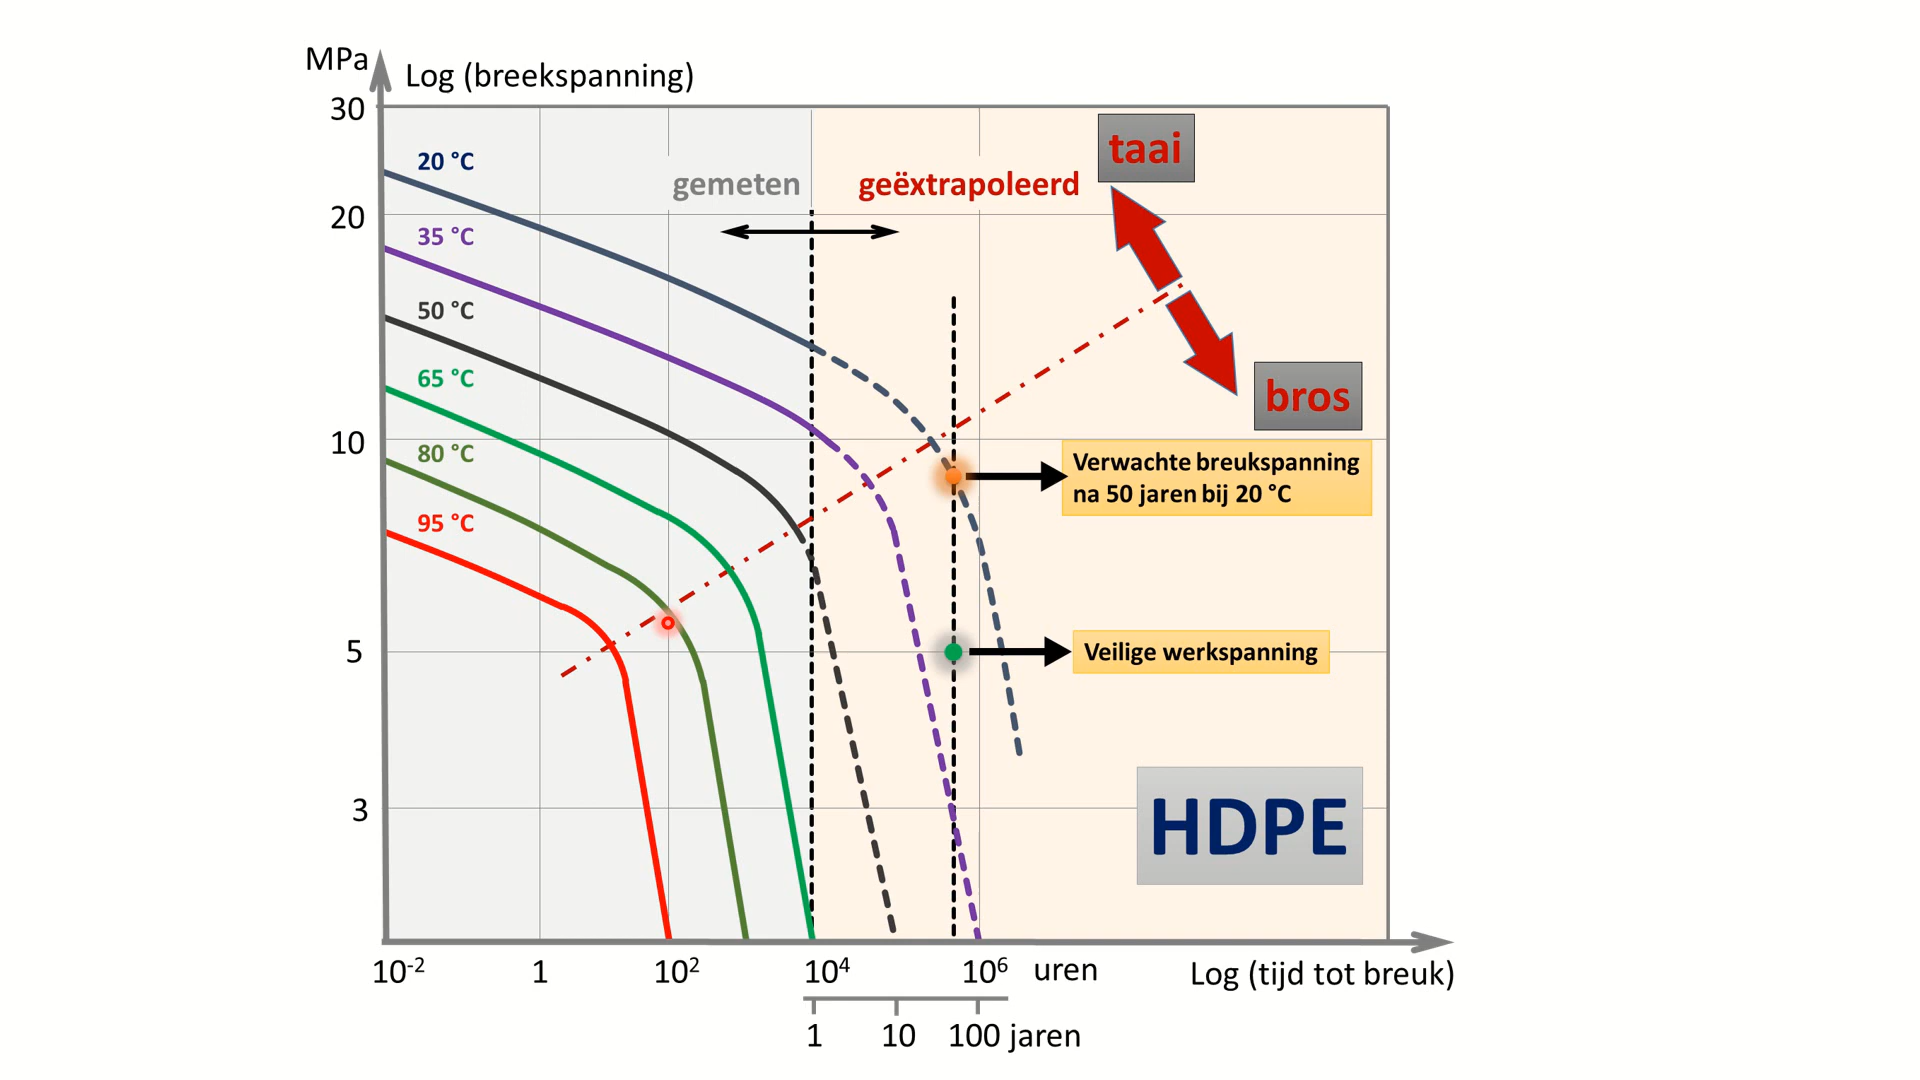 MPa
Log (breekspanning)
30
20
10
5
3
20 °C
35 °C
50 °C
65 °C
80 °C
95 °C
gemeten
geëxtrapoleerd
taai
bros
Verwachte breukspanning
na 50 jaren bij 20 °C
Veilige werkspanning
HDPE
10⁻² 1 10² 10⁴ 10⁶ uren
Log (tijd tot breuk)
1 10 100 jaren